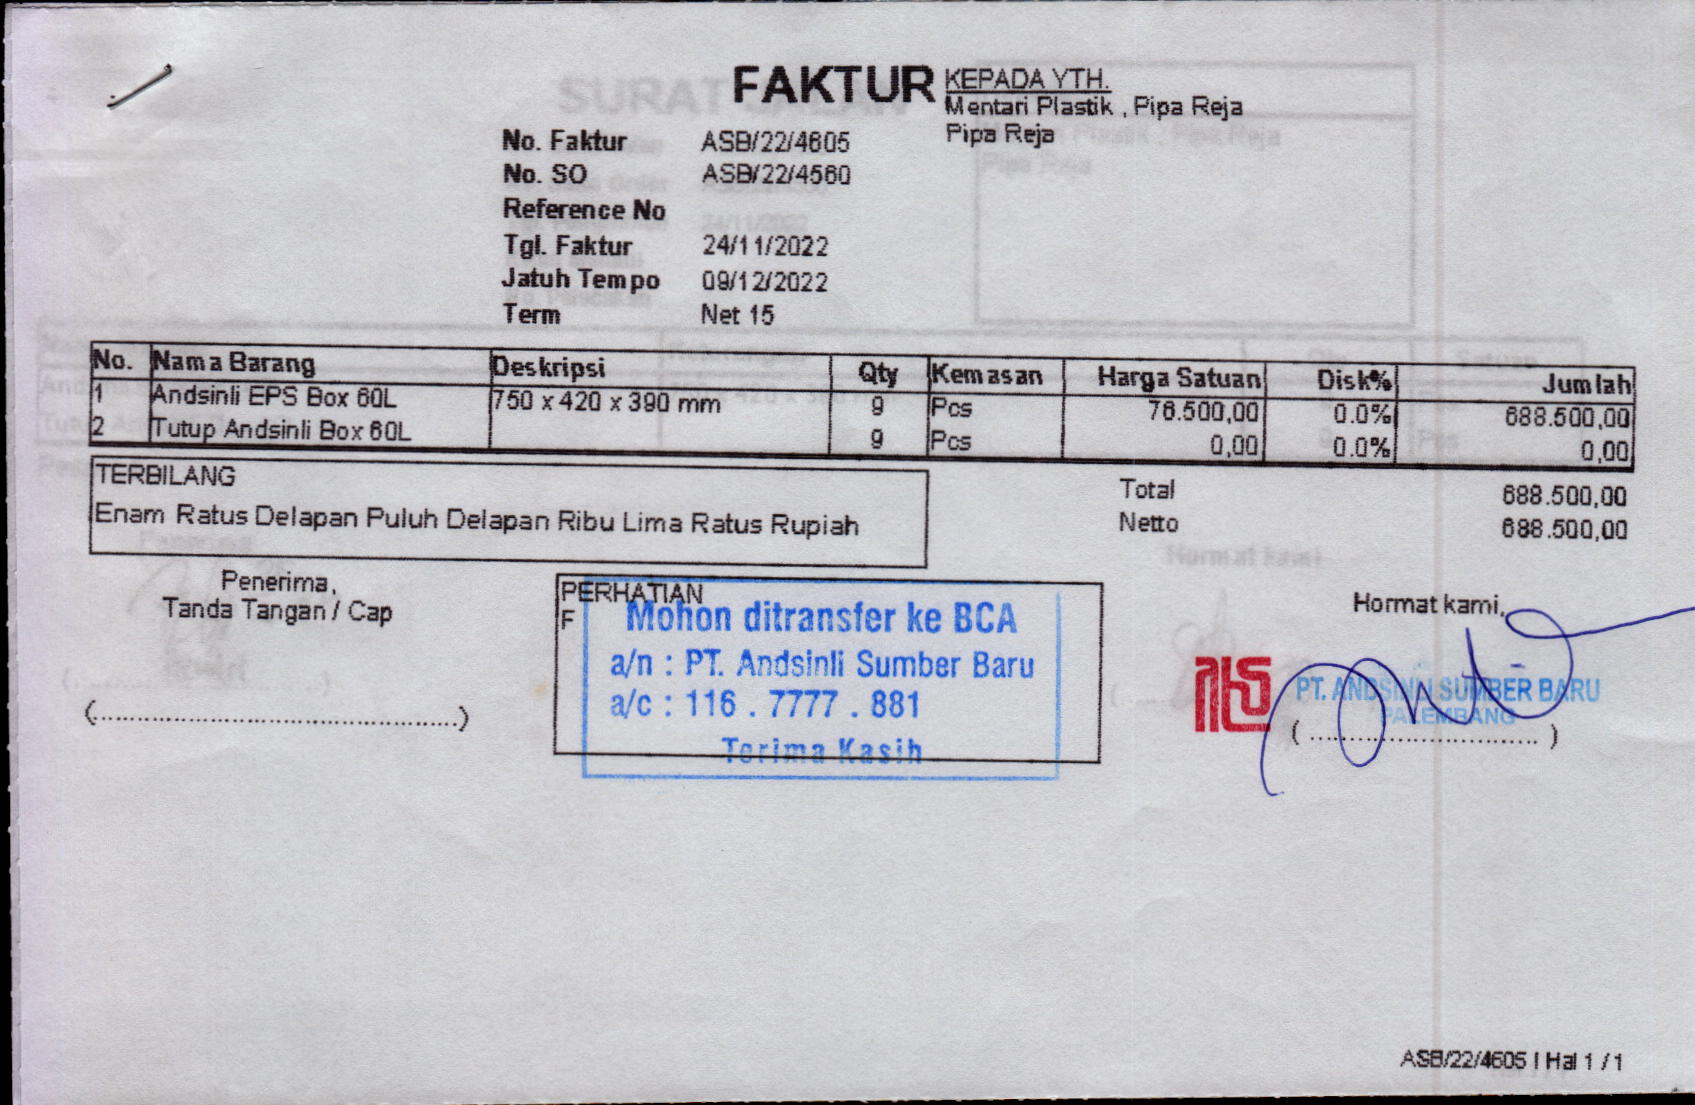 FAKTUR
KEPADA YTH.
Mentari Plastik , Pipa Reja
Pipa Reja
No. Faktur ASB/22/4605
No. SO ASB/22/4560
Reference No
Tgl. Faktur 24/11/2022
Jatuh Tempo 09/12/2022
Term Net 15
No. Nama Barang Deskripsi Qty Kemasan Harga Satuan Disk% Jumlah
1 Andsinli EPS Box 60L 750 x 420 x 390 mm 9 Pcs 76.500,00 0.0% 688.500,00
2 Tutup Andsinli Box 60L 9 Pcs 0,00 0.0% 0,00
TERBILANG
Enam Ratus Delapan Puluh Delapan Ribu Lima Ratus Rupiah
Total 688.500,00
Netto 688.500,00
Penerima,
Tanda Tangan / Cap
(......................................................)
PERHATIAN
F
Mohon ditransfer ke BCA
a/n : PT. Andsinli Sumber Baru
a/c : 116 . 7777 . 881
Terima Kasih
Hormat kami,
PT. ANDSINLI SUMBER BARU
PALEMBANG
( .................................. )
ASB/22/4605 | Hal 1 / 1